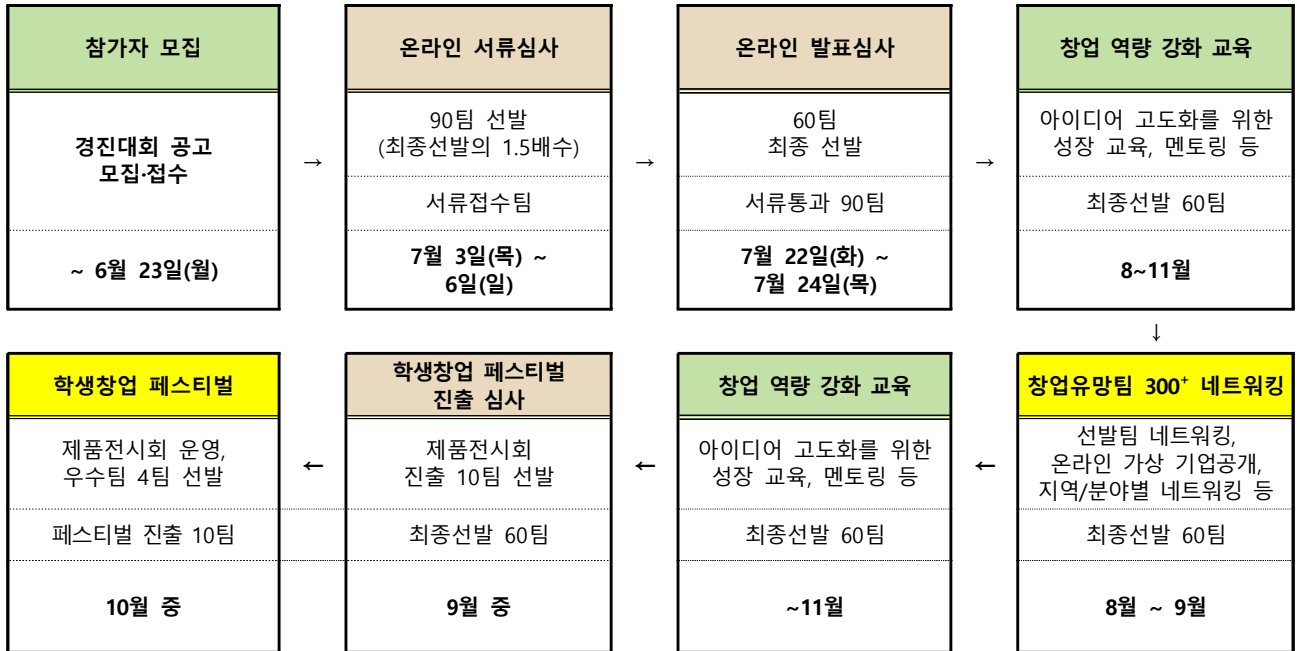 참가자 모집
경진대회 공고
모집·접수
~ 6월 23일(월)
→
온라인 서류심사
90팀 선발
(최종선발의 1.5배수)
서류접수팀
7월 3일(목) ~
6일(일)
→
온라인 발표심사
60팀
최종 선발
서류통과 90팀
7월 22일(화) ~
7월 24일(목)
→
창업 역량 강화 교육
아이디어 고도화를 위한
성장 교육, 멘토링 등
최종선발 60팀
8~11월
↓
창업유망팀 300⁺ 네트워킹
선발팀 네트워킹,
온라인 가상 기업공개,
지역/분야별 네트워킹 등
최종선발 60팀
8월 ~ 9월
←
창업 역량 강화 교육
아이디어 고도화를 위한
성장 교육, 멘토링 등
최종선발 60팀
~11월
←
학생창업 페스티벌
진출 심사
제품전시회
진출 10팀 선발
최종선발 60팀
9월 중
←
학생창업 페스티벌
제품전시회 운영,
우수팀 4팀 선발
페스티벌 진출 10팀
10월 중